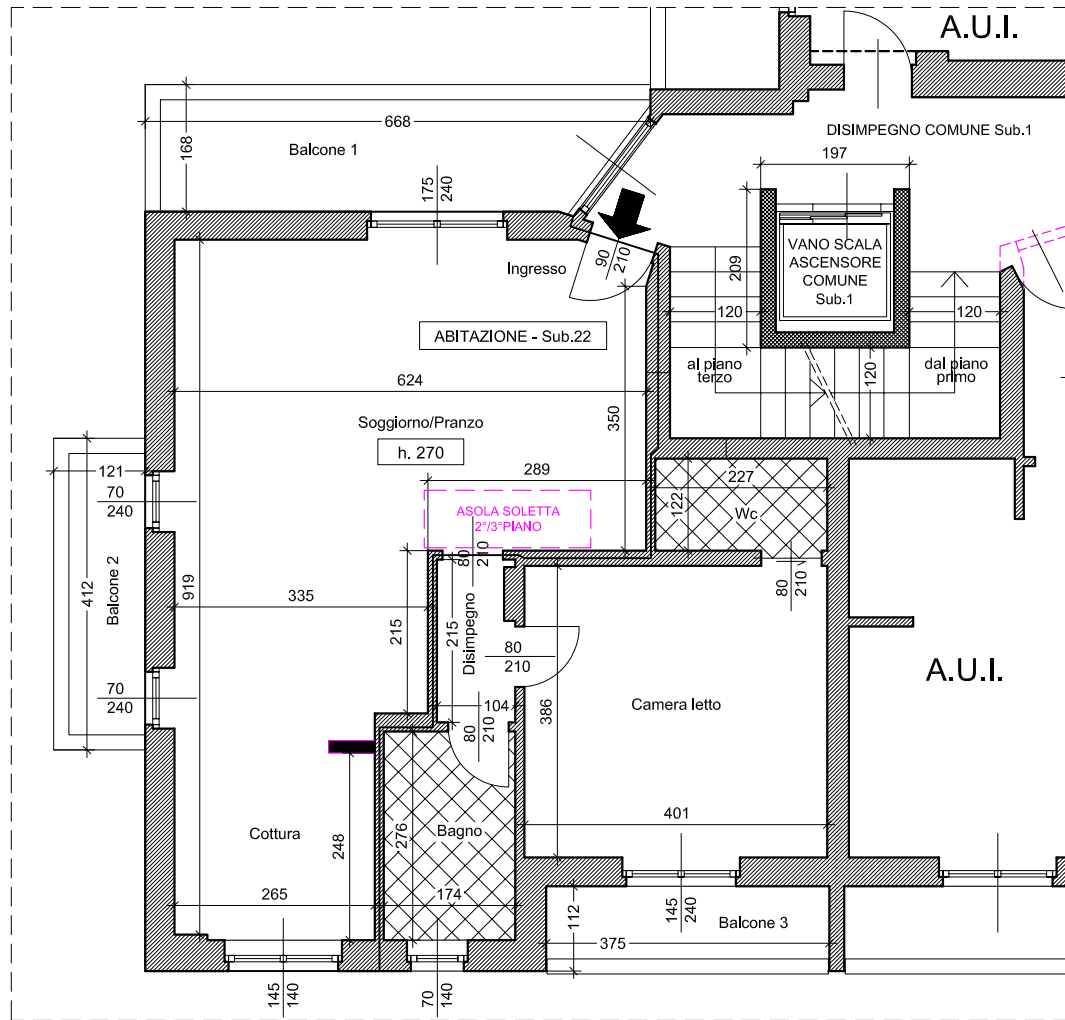 A.U.I.
DISIMPEGNO COMUNE Sub.1
668
168
Balcone 1
197
175
240
VANO SCALA
ASCENSORE
COMUNE
Sub.1
209
Ingresso
90
210
120
120
ABITAZIONE - Sub.22
al piano
terzo
dal piano
primo
120
624
350
Soggiorno/Pranzo
h. 270
289
121
70
240
227
122
Wc
ASOLA SOLETTA
2°/3°PIANO
80
210
80
210
412
Balcone 2
919
335
215
215
Disimpegno
80
210
A.U.I.
70
240
104
80
210
386
Camera letto
401
Cottura
248
276
Bagno
265
174
112
145
240
Balcone 3
375
145
140
70
140